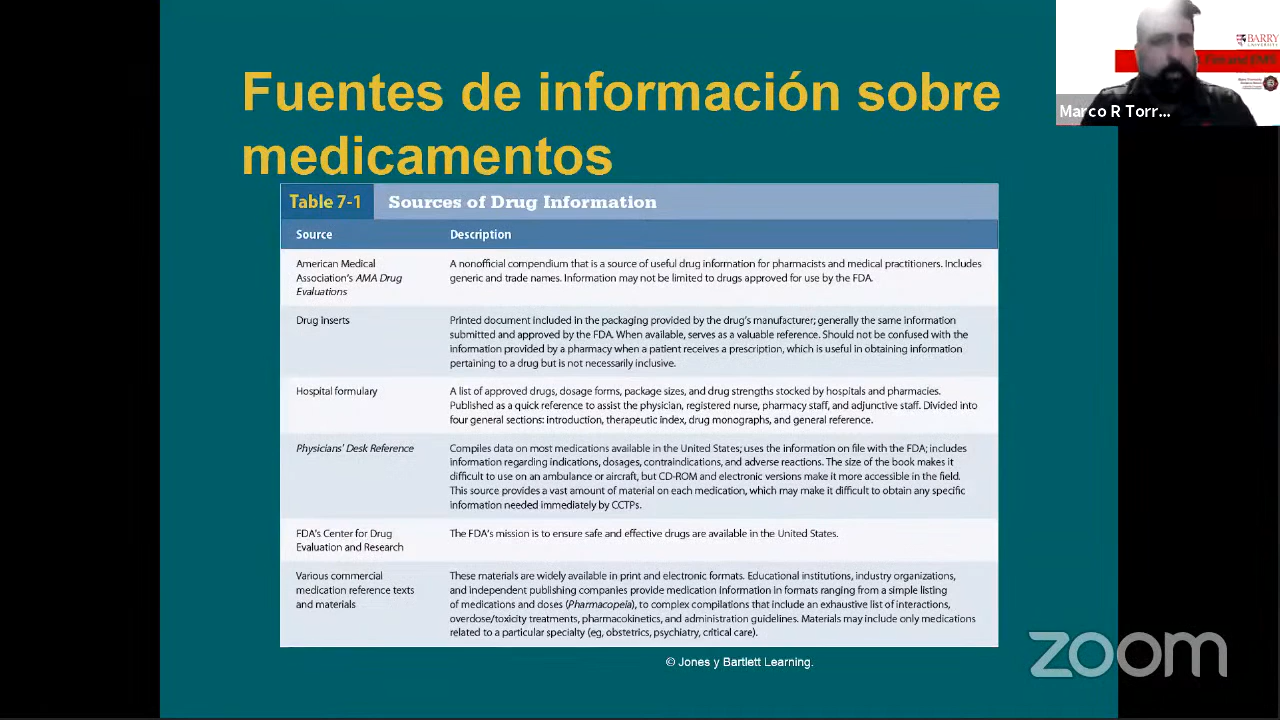 Fuentes de información sobre
medicamentos
Table 7-1 Sources of Drug Information
Source Description
American Medical
Association's AMA Drug
Evaluations
A nonofficial compendium that is a source of useful drug information for pharmacists and medical practitioners. Includes
generic and trade names. Information may not be limited to drugs approved for use by the FDA.
Drug inserts
Printed document included in the packaging provided by the drug's manufacturer; generally the same information
submitted and approved by the FDA. When available, serves as a valuable reference. Should not be confused with the
information provided by a pharmacy when a patient receives a prescription, which is useful in obtaining information
pertaining to a drug but is not necessarily inclusive.
Hospital formulary
A list of approved drugs, dosage forms, package sizes, and drug strengths stocked by hospitals and pharmacies.
Published as a quick reference to assist the physician, registered nurse, pharmacy staff, and adjunctive staff. Divided into
four general sections: introduction, therapeutic index, drug monographs, and general reference.
Physicians' Desk Reference
Compiles data on most medications available in the United States; uses the information on file with the FDA; includes
information regarding indications, dosages, contraindications, and adverse reactions. The size of the book makes it
difficult to use on an ambulance or aircraft, but CD-ROM and electronic versions make it more accessible in the field.
This source provides a vast amount of material on each medication, which may make it difficult to obtain any specific
information needed immediately by CCTPs.
FDA's Center for Drug
Evaluation and Research
The FDA's mission is to ensure safe and effective drugs are available in the United States.
Various commercial
medication reference texts
and materials
These materials are widely available in print and electronic formats. Educational institutions, industry organizations,
and independent publishing companies provide medication information in formats ranging from a simple listing
of medications and doses (Pharmacopeia), to complex compilations that include an exhaustive list of interactions,
overdose/toxicity treatments, pharmacokinetics, and administration guidelines. Materials may include only medications
related to a particular specialty (eg, obstetrics, psychiatry, critical care).
© Jones y Bartlett Learning.
BARRY
Fire and EMS
Marco R Torr...
zoom